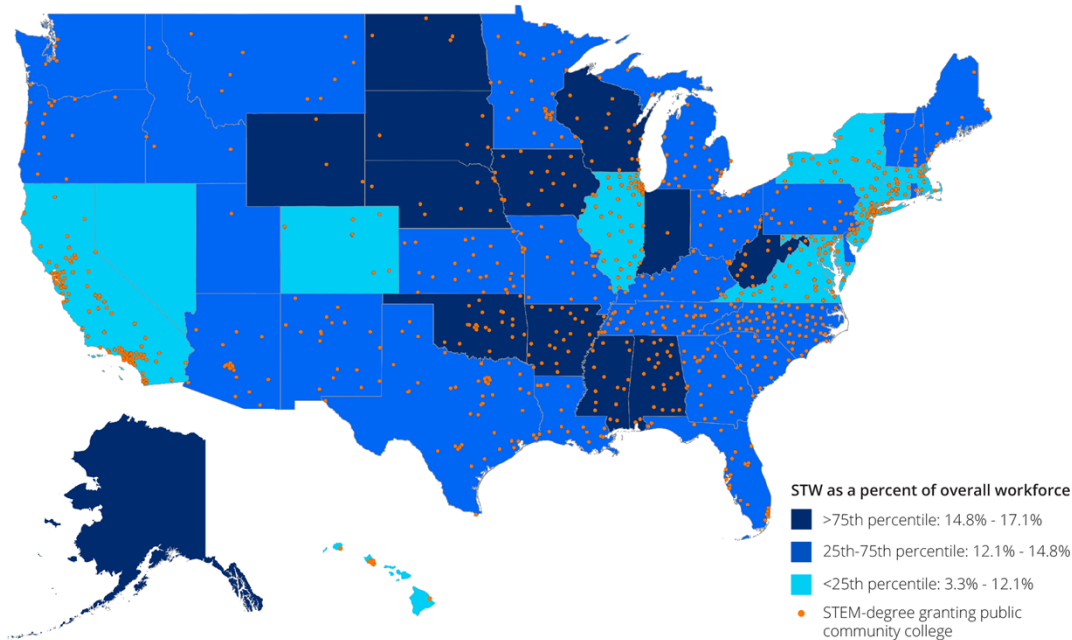 STW as a percent of overall workforce
>75th percentile: 14.8% - 17.1%
25th-75th percentile: 12.1% - 14.8%
<25th percentile: 3.3% - 12.1%
STEM-degree granting public
community college